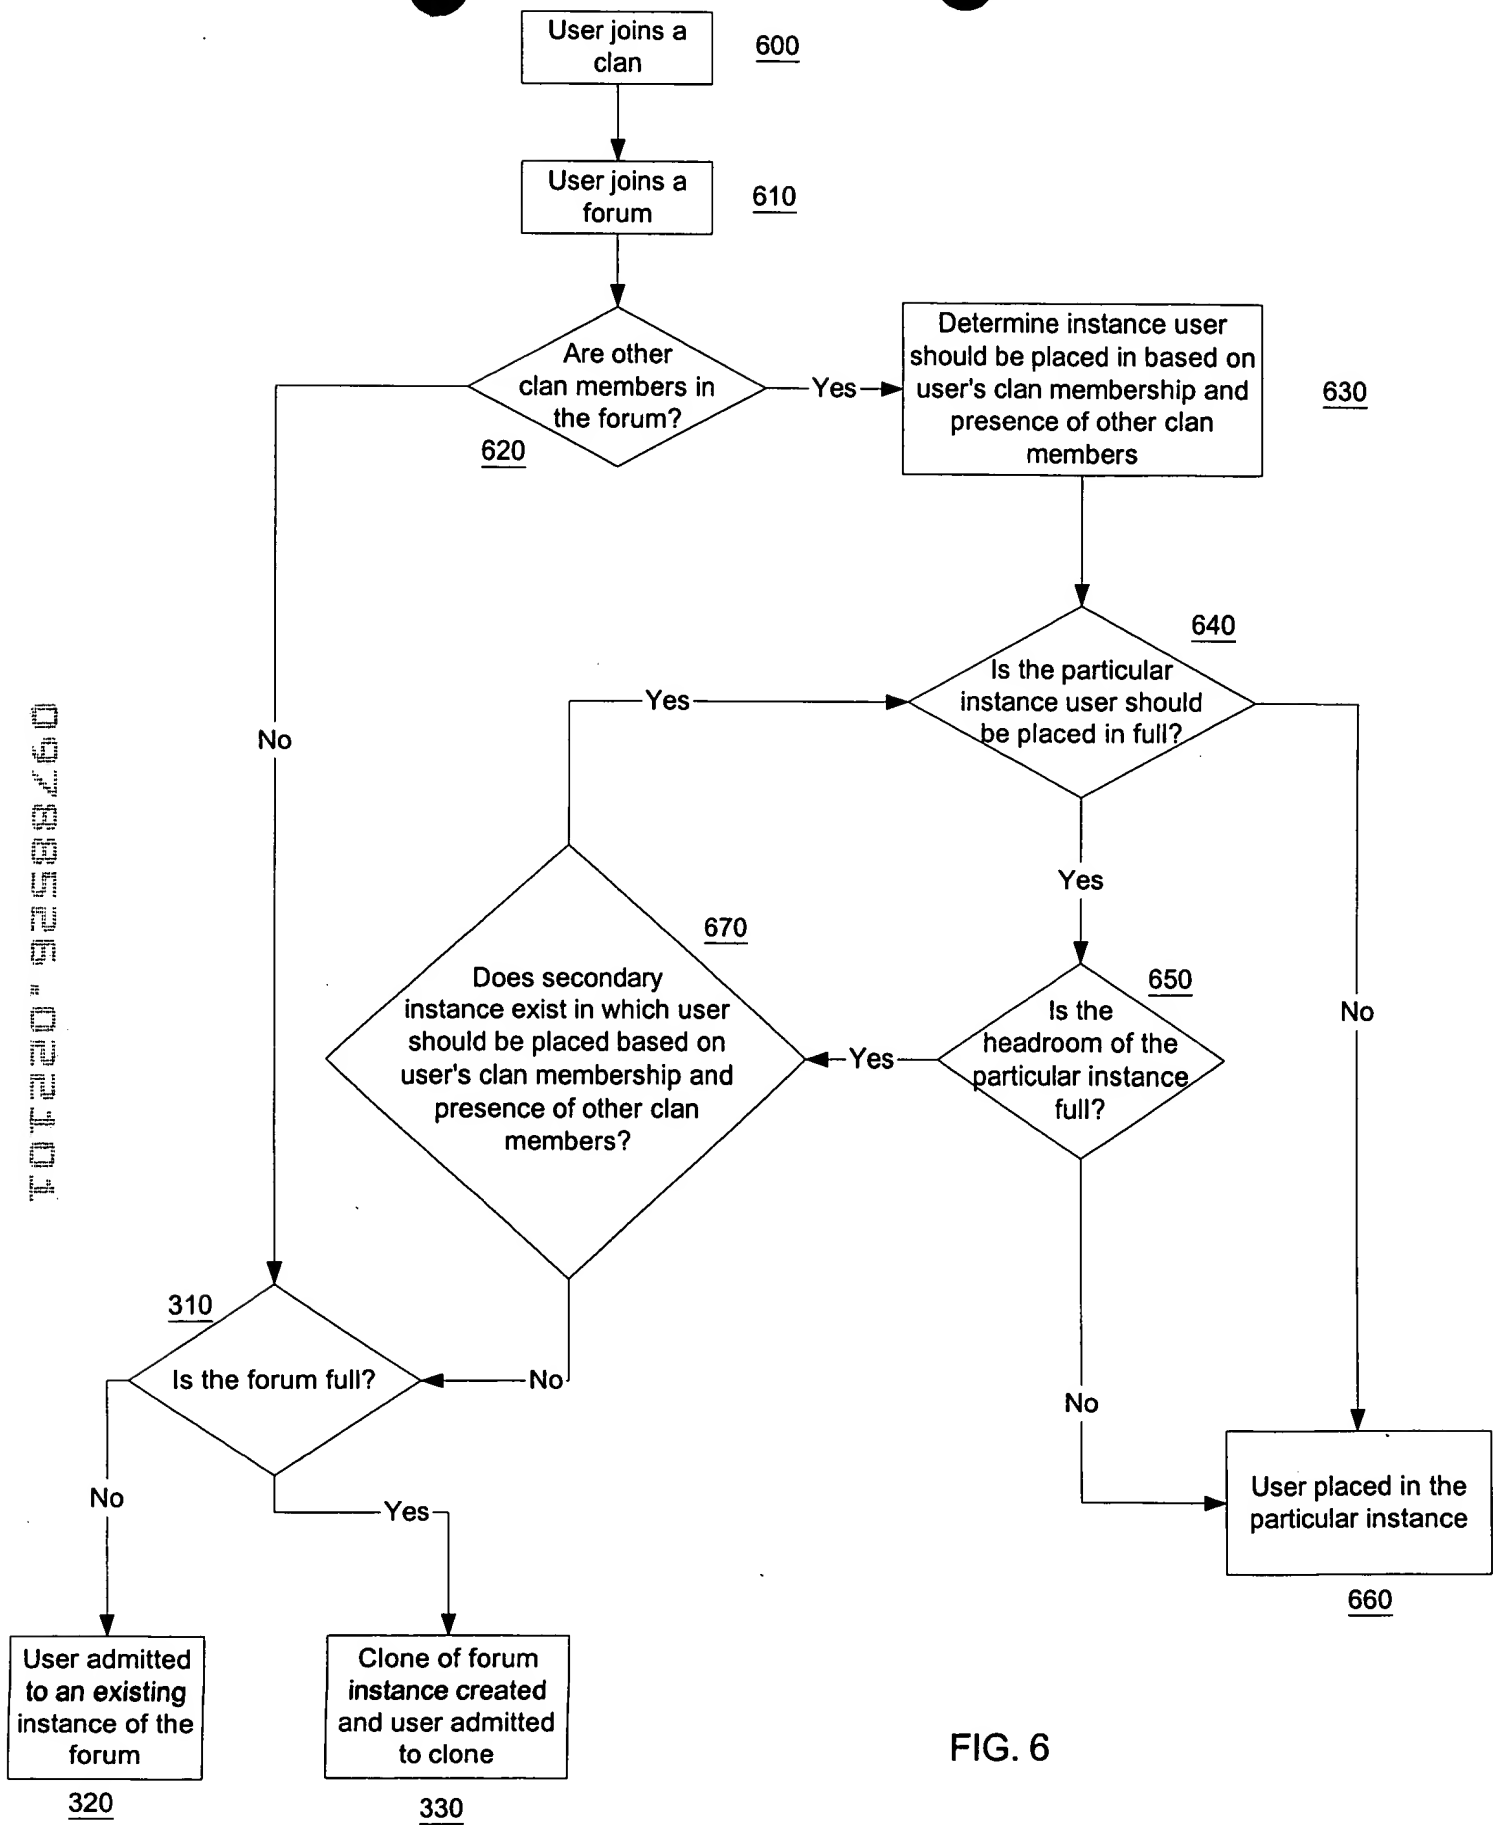 User joins a
clan
600
User joins a
forum
610
Are other
clan members in
the forum?
620
Yes
Determine instance user
should be placed in based on
user's clan membership and
presence of other clan
members
630
No
640
Is the particular
instance user should
be placed in full?
Yes
Yes
No
670
Does secondary
instance exist in which user
should be placed based on
user's clan membership and
presence of other clan
members?
Yes
650
Is the
headroom of the
particular instance
full?
No
310
Is the forum full?
No
No
Yes
User placed in the
particular instance
660
User admitted
to an existing
instance of the
forum
320
Clone of forum
instance created
and user admitted
to clone
330
FIG. 6
09788526.022101